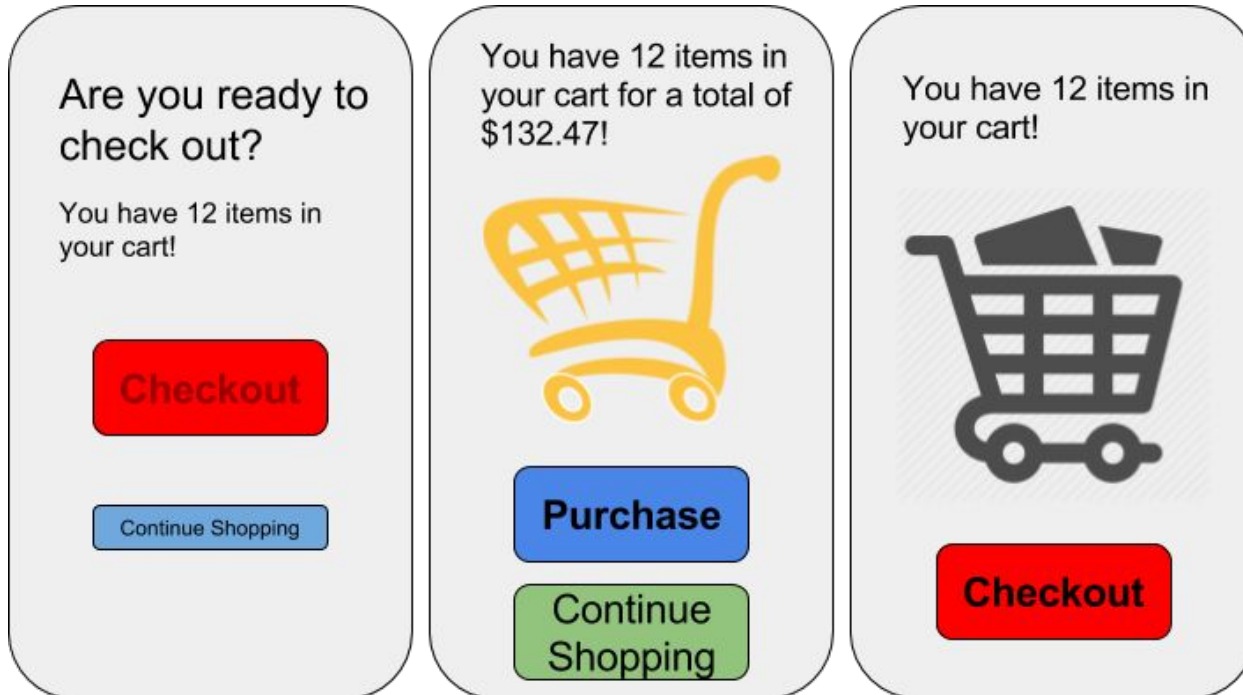 Are you ready to
check out?
You have 12 items in
your cart!
Checkout
Continue Shopping
You have 12 items in
your cart for a total of
$132.47!
Purchase
Continue
Shopping
You have 12 items in
your cart!
Checkout